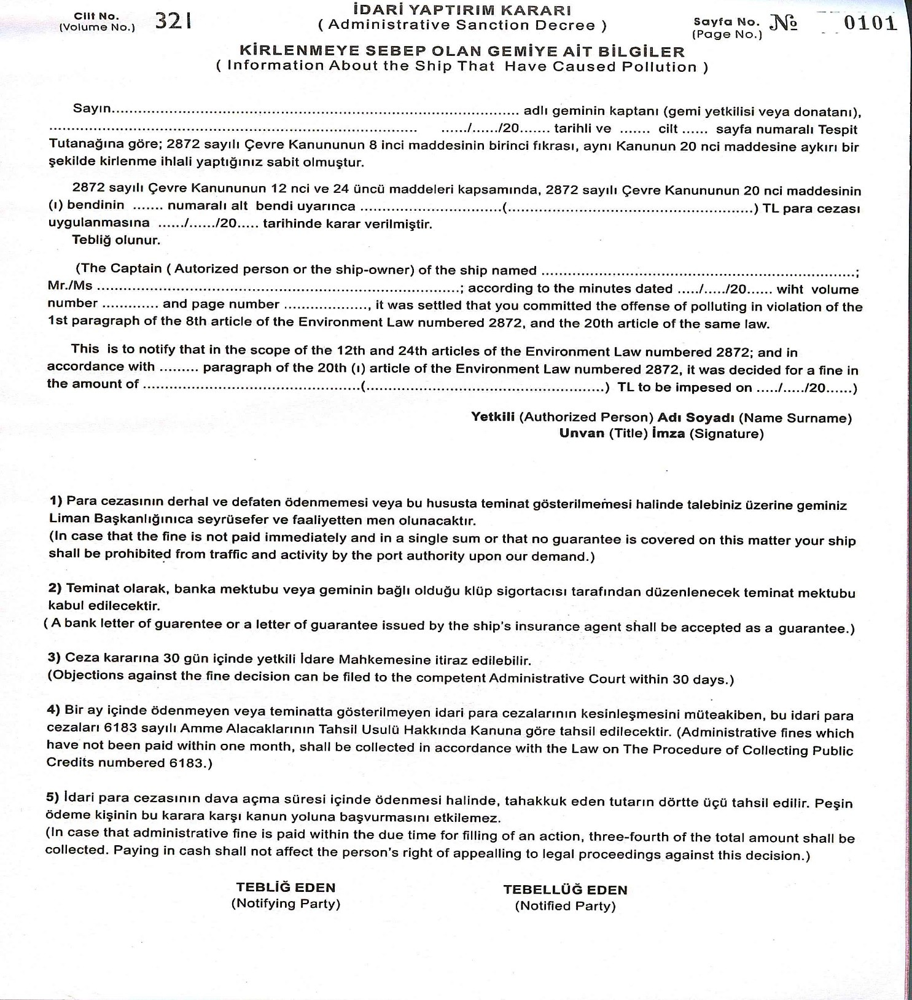 Cilt No. 321 İDARİ YAPTIRIM KARARI Sayfa No. № 0101
(Volume No.) ( Administrative Sanction Decree ) (Page No.)
KİRLENMEYE SEBEP OLAN GEMİYE AİT BİLGİLER
( Information About the Ship That Have Caused Pollution )
Sayın............................................................................................ adlı geminin kaptanı (gemi yetkilisi veya donatanı),
................................................................................... ....../....../20....... tarihli ve ....... cilt ...... sayfa numaralı Tespit
Tutanağına göre; 2872 sayılı Çevre Kanununun 8 inci maddesinin birinci fıkrası, aynı Kanunun 20 nci maddesine aykırı bir
şekilde kirlenme ihlali yaptığınız sabit olmuştur.
2872 sayılı Çevre Kanununun 12 nci ve 24 üncü maddeleri kapsamında, 2872 sayılı Çevre Kanununun 20 nci maddesinin
(ı) bendinin ....... numaralı alt bendi uyarınca ................................(.......................................................) TL para cezası
uygulanmasına ....../....../20..... tarihinde karar verilmiştir.
Tebliğ olunur.
(The Captain ( Autorized person or the ship-owner) of the ship named .......................................................................;
Mr./Ms ..................................................................................; according to the minutes dated ...../...../20...... wiht volume
number ............. and page number ..................., it was settled that you committed the offense of polluting in violation of the
1st paragraph of the 8th article of the Environment Law numbered 2872, and the 20th article of the same law.
This is to notify that in the scope of the 12th and 24th articles of the Environment Law numbered 2872; and in
accordance with ......... paragraph of the 20th (ı) article of the Environment Law numbered 2872, it was decided for a fine in
the amount of .................................................(......................................................) TL to be impesed on ...../...../20......)
Yetkili (Authorized Person) Adı Soyadı (Name Surname)
Unvan (Title) İmza (Signature)
1) Para cezasının derhal ve defaten ödenmemesi veya bu hususta teminat gösterilmemesi halinde talebiniz üzerine geminiz
Liman Başkanlığınıca seyrüsefer ve faaliyetten men olunacaktır.
(In case that the fine is not paid immediately and in a single sum or that no guarantee is covered on this matter your ship
shall be prohibited from traffic and activity by the port authority upon our demand.)
2) Teminat olarak, banka mektubu veya geminin bağlı olduğu klüp sigortacısı tarafından düzenlenecek teminat mektubu
kabul edilecektir.
( A bank letter of guarentee or a letter of guarantee issued by the ship's insurance agent shall be accepted as a guarantee.)
3) Ceza kararına 30 gün içinde yetkili İdare Mahkemesine itiraz edilebilir.
(Objections against the fine decision can be filed to the competent Administrative Court within 30 days.)
4) Bir ay içinde ödenmeyen veya teminatta gösterilmeyen idari para cezalarının kesinleşmesini müteakiben, bu idari para
cezaları 6183 sayılı Amme Alacaklarının Tahsil Usulü Hakkında Kanuna göre tahsil edilecektir. (Administrative fines which
have not been paid within one month, shall be collected in accordance with the Law on The Procedure of Collecting Public
Credits numbered 6183.)
5) İdari para cezasının dava açma süresi içinde ödenmesi halinde, tahakkuk eden tutarın dörtte üçü tahsil edilir. Peşin
ödeme kişinin bu karara karşı kanun yoluna başvurmasını etkilemez.
(In case that administrative fine is paid within the due time for filling of an action, three-fourth of the total amount shall be
collected. Paying in cash shall not affect the person's right of appealling to legal proceedings against this decision.)
TEBLİĞ EDEN TEBELLÜĞ EDEN
(Notifying Party) (Notified Party)